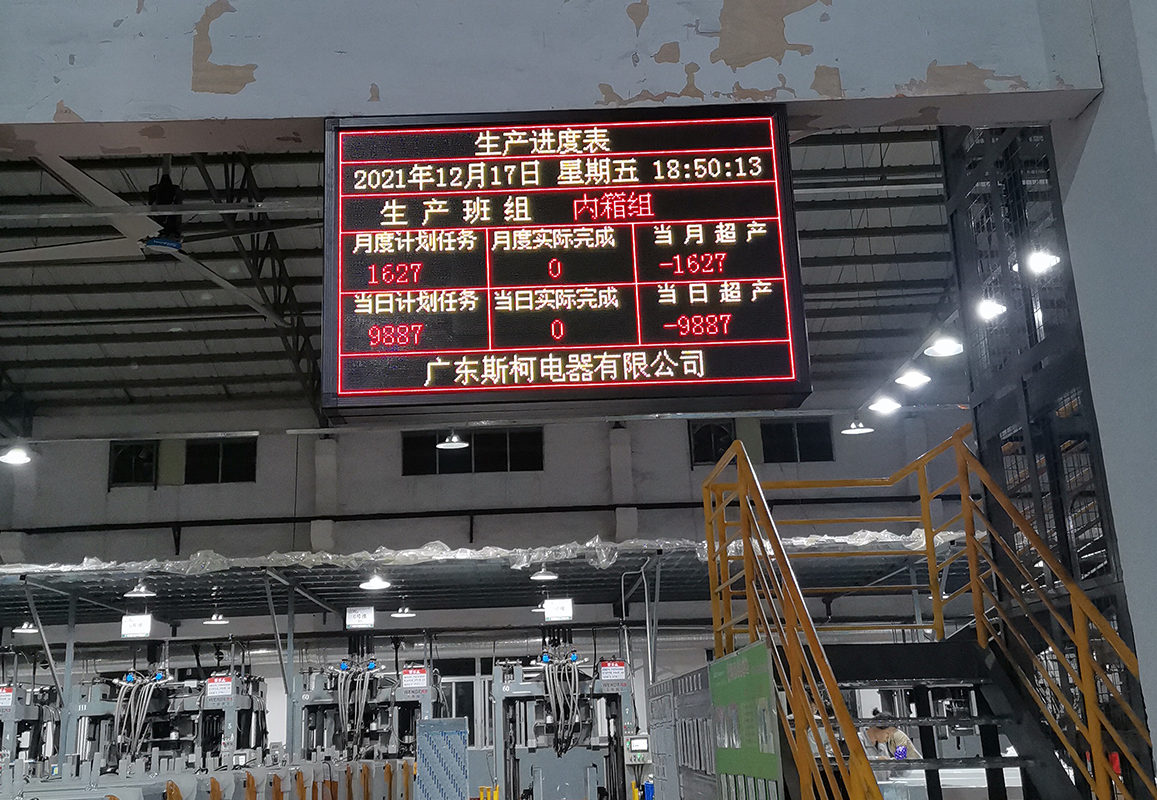 生产进度表
2021年12月17日 星期五 18:50:13
生产班组 内箱组
月度计划任务 月度实际完成 当月超产
1627 0 -1627
当日计划任务 当日实际完成 当日超产
9887 0 -9887
广东斯柯电器有限公司